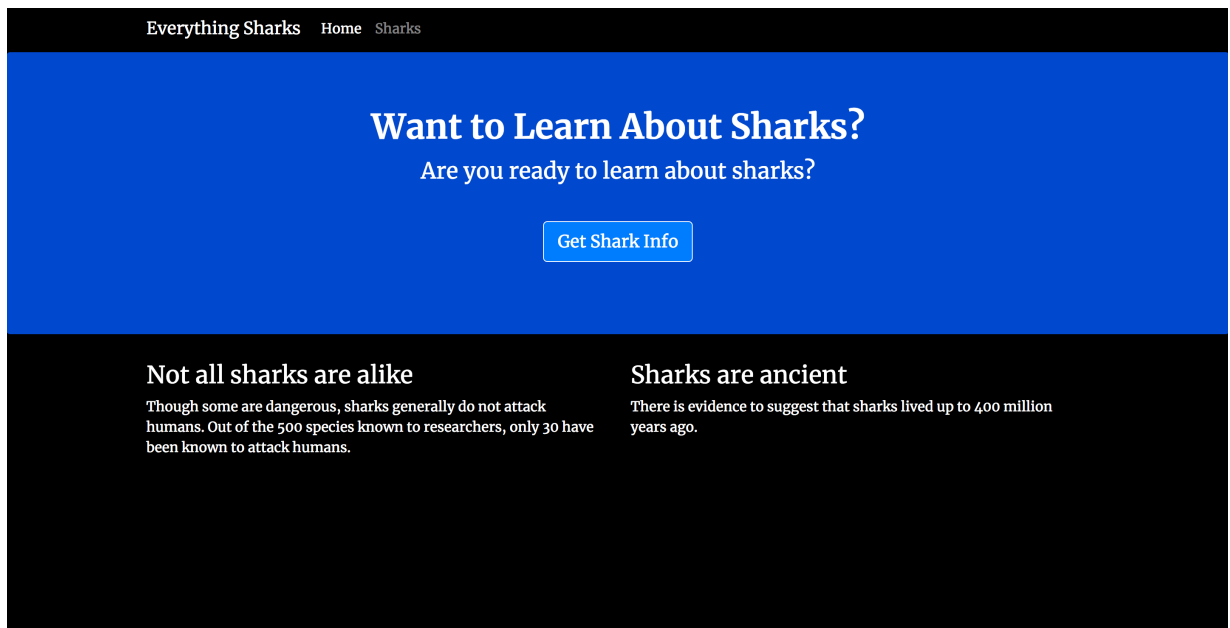 Everything Sharks Home Sharks
Want to Learn About Sharks?
Are you ready to learn about sharks?
Get Shark Info
Not all sharks are alike
Though some are dangerous, sharks generally do not attack
humans. Out of the 500 species known to researchers, only 30 have
been known to attack humans.
Sharks are ancient
There is evidence to suggest that sharks lived up to 400 million
years ago.